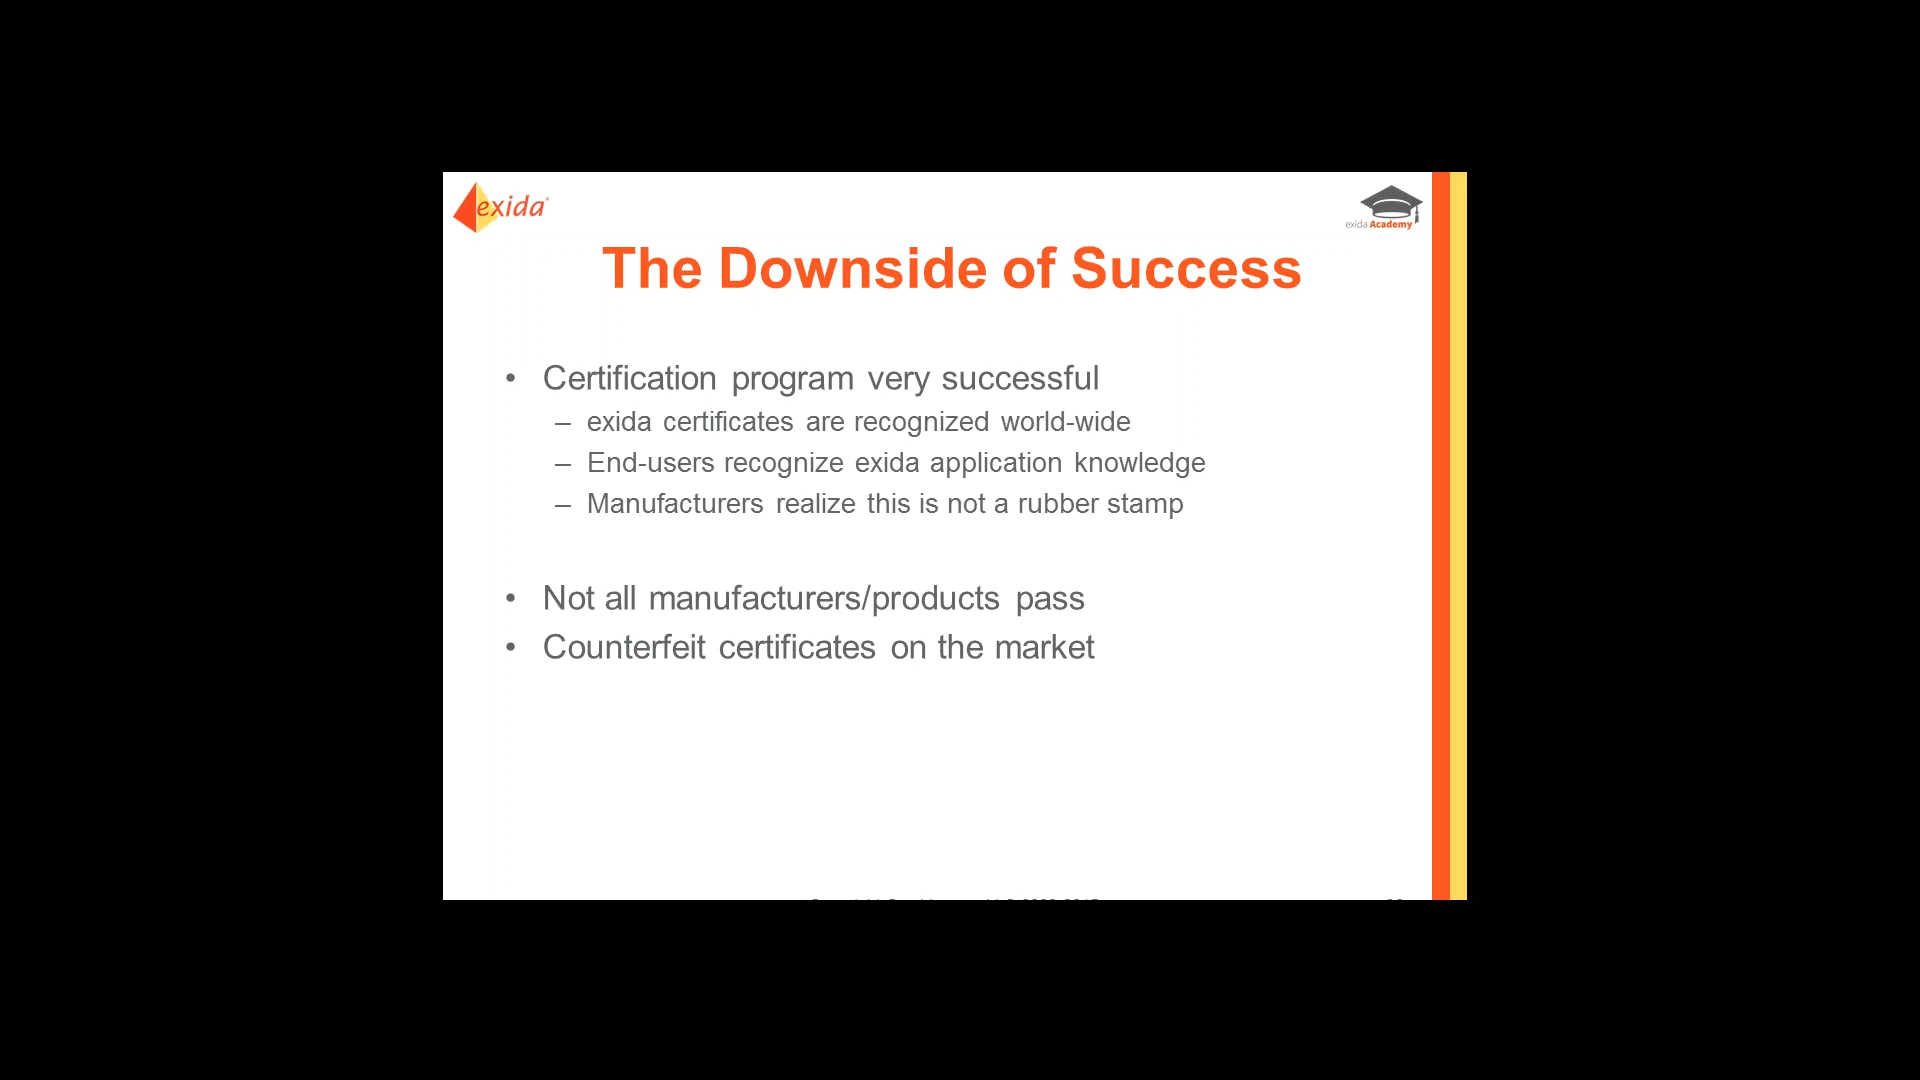 exida
exida Academy
The Downside of Success
• Certification program very successful
– exida certificates are recognized world-wide
– End-users recognize exida application knowledge
– Manufacturers realize this is not a rubber stamp
• Not all manufacturers/products pass
• Counterfeit certificates on the market